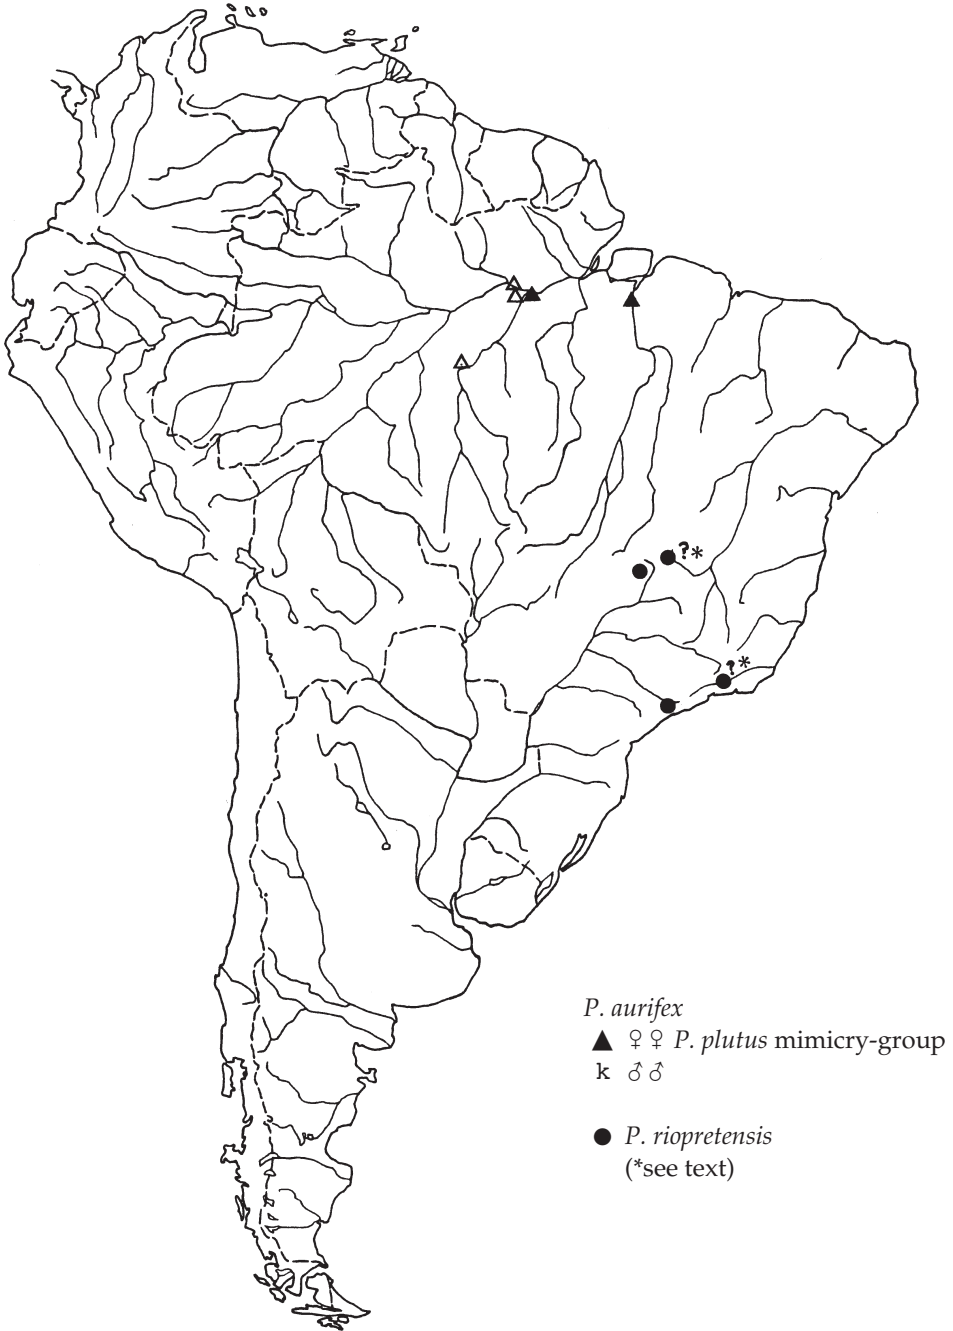 ?*
?*
P. aurifex
▲ ♀♀ P. plutus mimicry-group
k ♂♂
● P. riopretensis
(*see text)